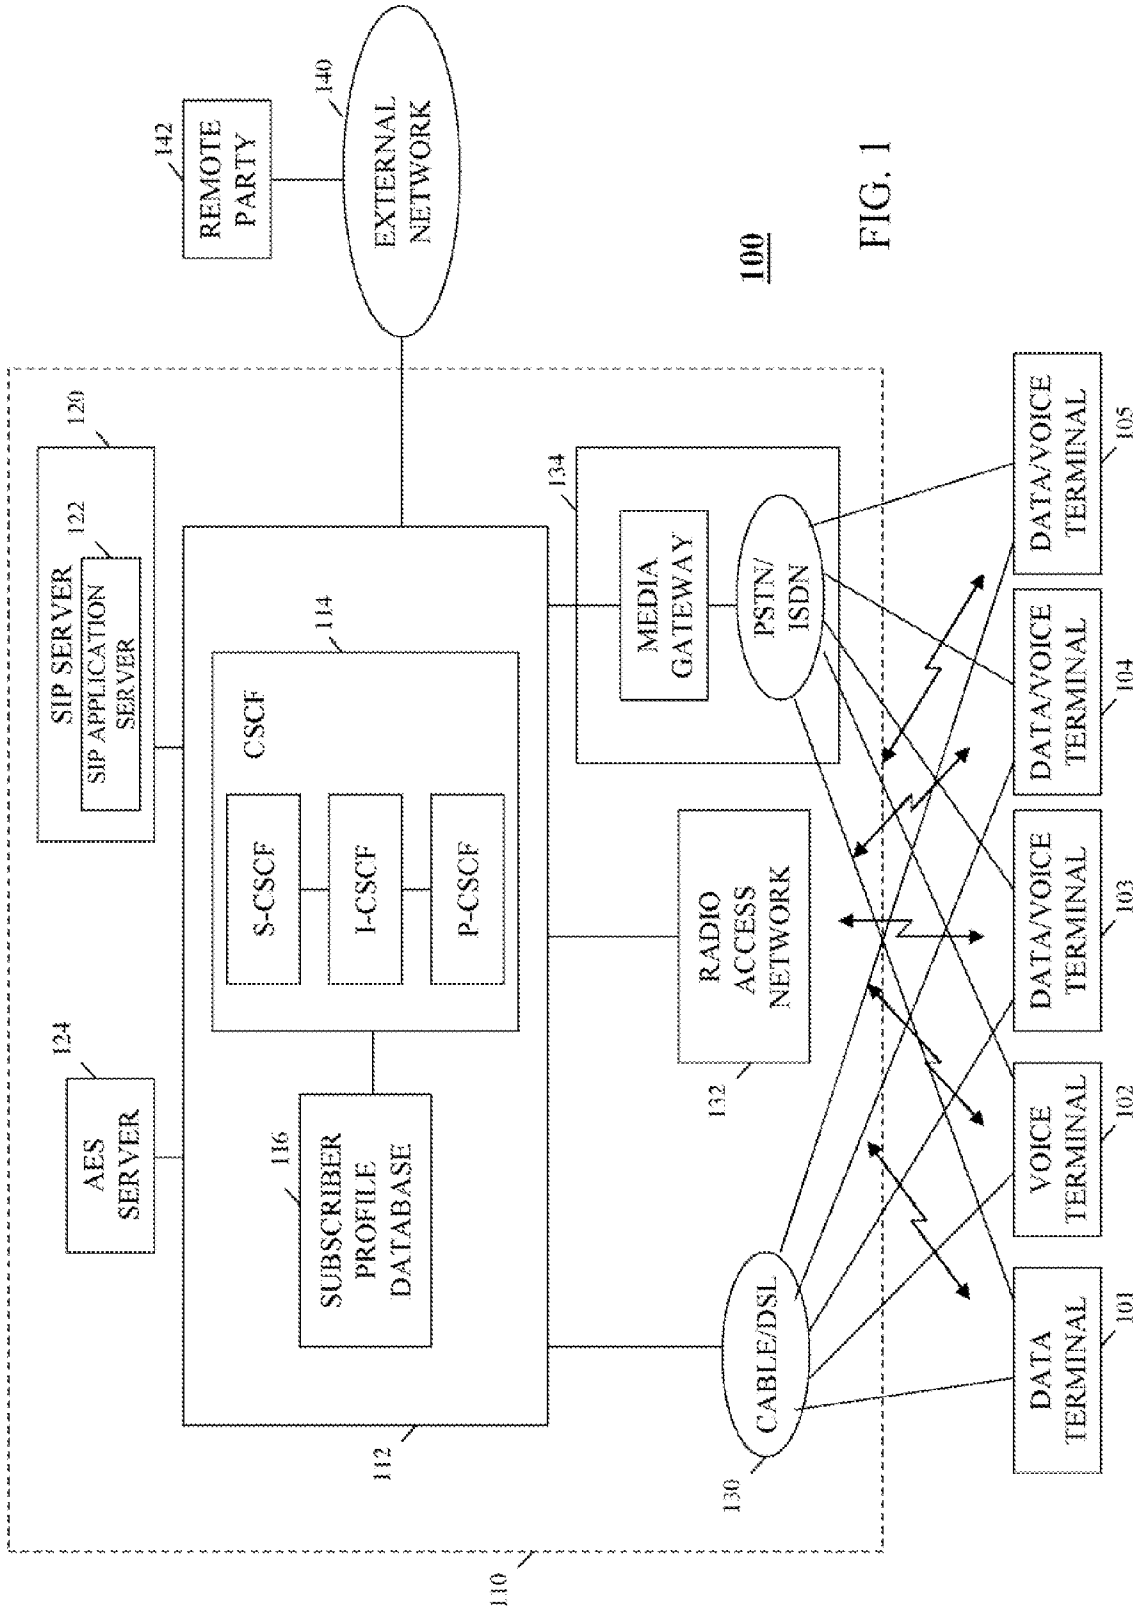 120
SIP SERVER
122
SIP APPLICATION
SERVER
124
AES
SERVER
142
REMOTE
PARTY
140
EXTERNAL
NETWORK
114
CSCF
S-CSCF
I-CSCF
P-CSCF
116
SUBSCRIBER
PROFILE
DATABASE
112
134
MEDIA
GATEWAY
PSTN/
ISDN
RADIO
ACCESS
NETWORK
132
CABLE/DSL
130
110
DATA
TERMINAL
101
VOICE
TERMINAL
102
DATA/VOICE
TERMINAL
103
DATA/VOICE
TERMINAL
104
DATA/VOICE
TERMINAL
105
100
FIG. 1